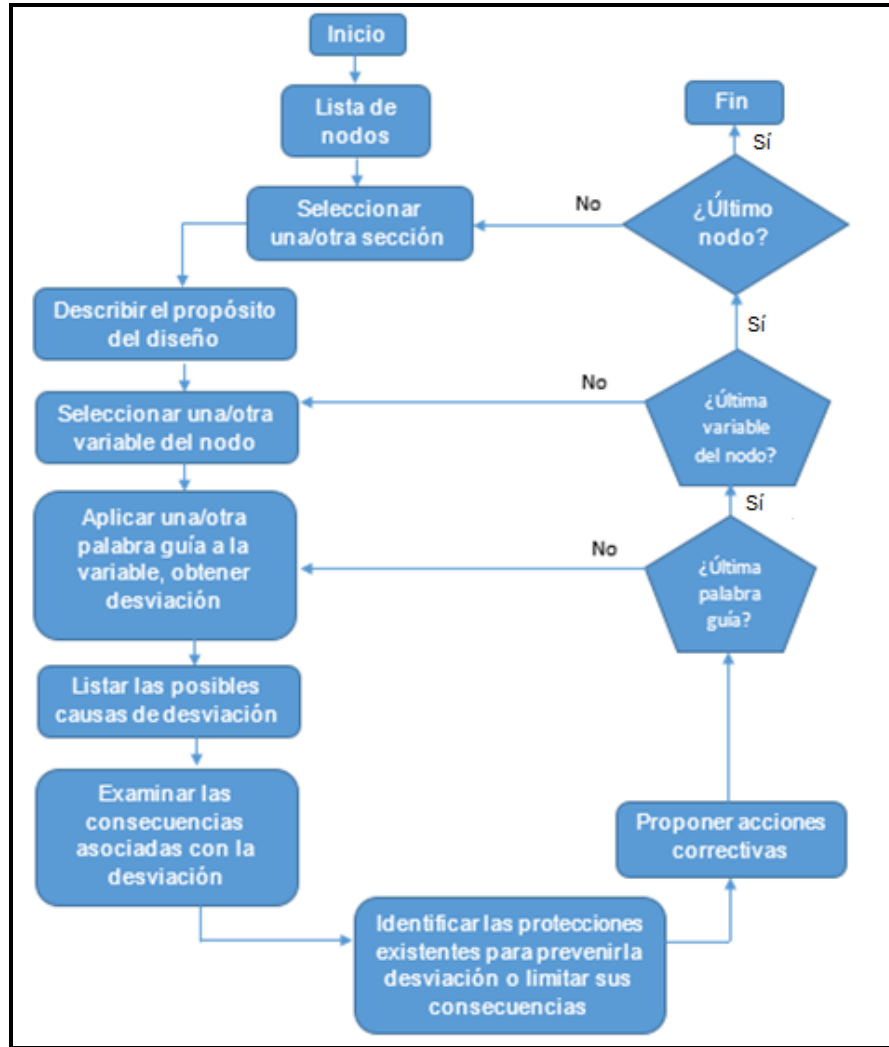 Inicio
Lista de
nodos
Seleccionar
una/otra sección
Describir el propósito
del diseño
Seleccionar una/otra
variable del nodo
Aplicar una/otra
palabra guía a la
variable, obtener
desviación
Listar las posibles
causas de desviación
Examinar las
consecuencias
asociadas con la
desviación
Identificar las protecciones
existentes para prevenir la
desviación o limitar sus
consecuencias
Proponer acciones
correctivas
¿Última
palabra
guía?
No
Sí
¿Última
variable
del nodo?
No
Sí
¿Último
nodo?
No
Sí
Fin